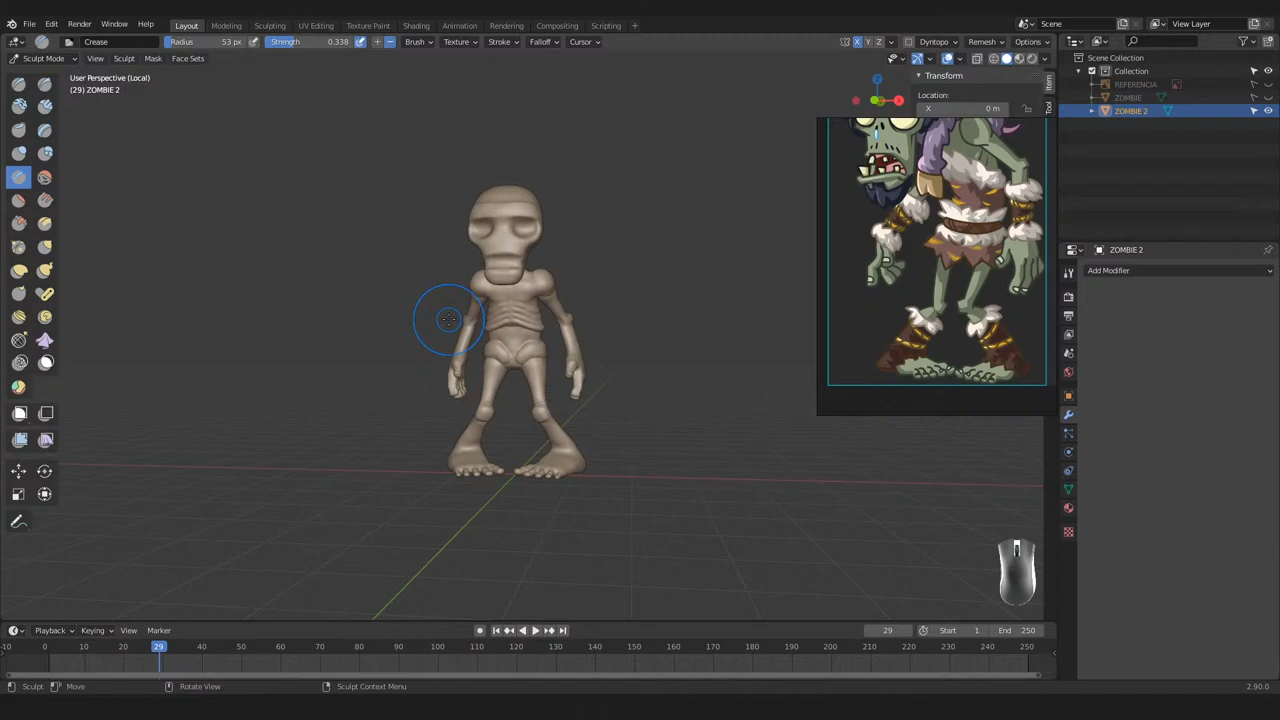 File Edit Render Window Help Layout Modeling Sculpting UV Editing Texture Paint Shading Animation Rendering Compositing Scripting + Scene View Layer
Crease Radius 53 px Strength 0.338 Brush Texture Stroke Falloff Cursor X Y Z Dyntopo Remesh Options
Scene Collection
Sculpt Mode View Sculpt Mask Face Sets
Collection
User Perspective (Local)
(29) ZOMBIE 2
Transform
Item
REFERENCIA
Location:
ZOMBIE
X 0 m
Tool
ZOMBIE 2
ZOMBIE 2
Add Modifier
Playback Keying View Marker 29 Start 1 End 250
-10 0 10 20 29 40 50 60 70 80 90 100 110 120 130 140 150 160 170 180 190 200 210 220 230 240 250
Sculpt Move Rotate View Sculpt Context Menu 2.90.0